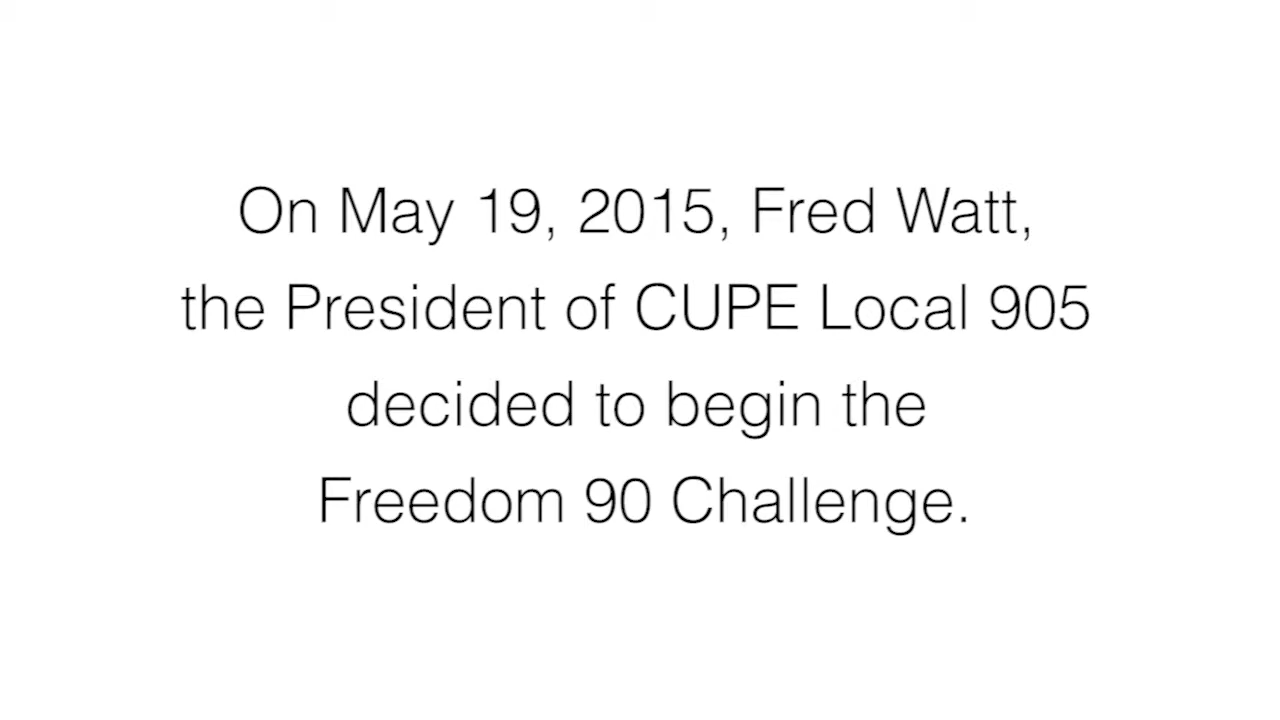 On May 19, 2015, Fred Watt,
the President of CUPE Local 905
decided to begin the
Freedom 90 Challenge.